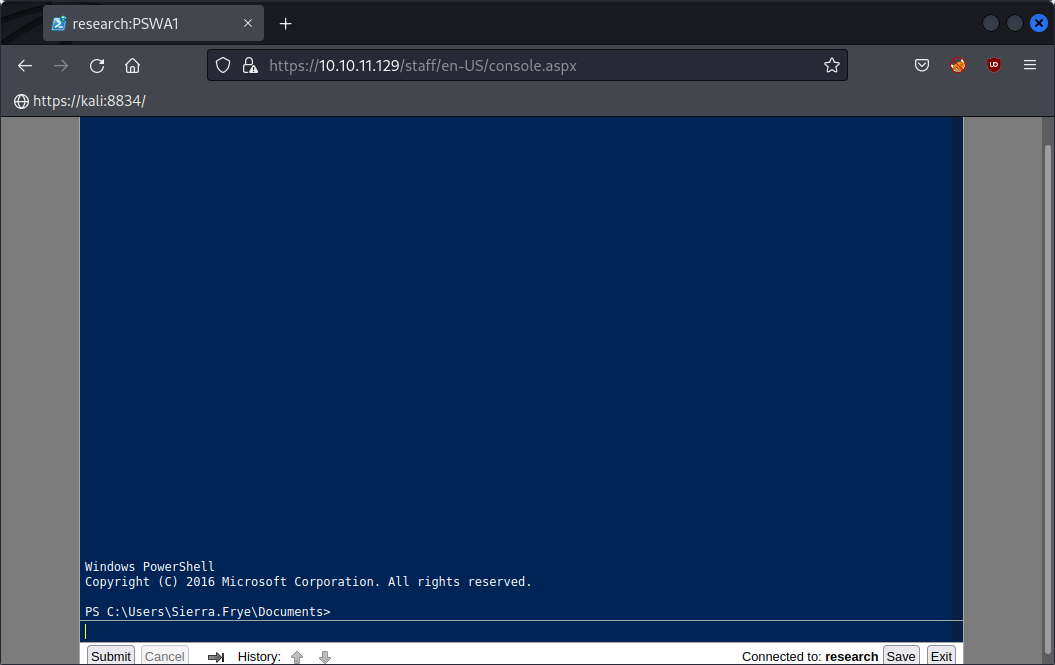 research:PSWA1
https://10.10.11.129/staff/en-US/console.aspx
https://kali:8834/
Windows PowerShell
Copyright (C) 2016 Microsoft Corporation. All rights reserved.
PS C:\Users\Sierra.Frye\Documents>
Submit Cancel History: Connected to: research Save Exit